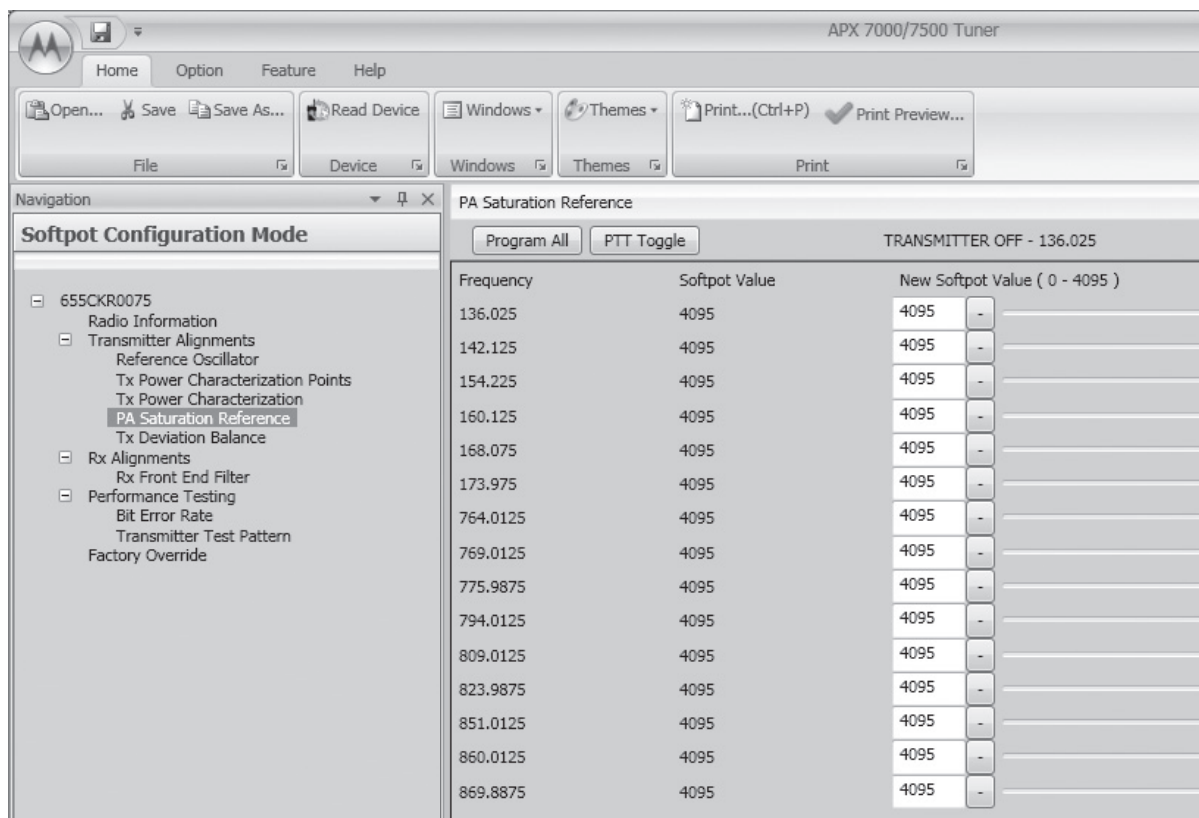 APX 7000/7500 Tuner
Home Option Feature Help
Open... Save Save As... Read Device Windows Themes Print...(Ctrl+P) Print Preview...
File Device Windows Themes Print
Navigation
Softpot Configuration Mode
655CKR0075
Radio Information
Transmitter Alignments
Reference Oscillator
Tx Power Characterization Points
Tx Power Characterization
PA Saturation Reference
Tx Deviation Balance
Rx Alignments
Rx Front End Filter
Performance Testing
Bit Error Rate
Transmitter Test Pattern
Factory Override
PA Saturation Reference
Program All PTT Toggle TRANSMITTER OFF - 136.025
Frequency Softpot Value New Softpot Value ( 0 - 4095 )
136.025 4095 4095 -
142.125 4095 4095 -
154.225 4095 4095 -
160.125 4095 4095 -
168.075 4095 4095 -
173.975 4095 4095 -
764.0125 4095 4095 -
769.0125 4095 4095 -
775.9875 4095 4095 -
794.0125 4095 4095 -
809.0125 4095 4095 -
823.9875 4095 4095 -
851.0125 4095 4095 -
860.0125 4095 4095 -
869.8875 4095 4095 -